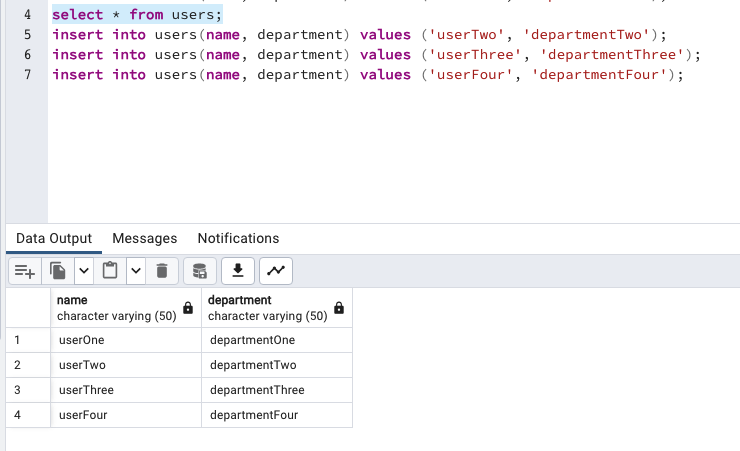 4 select * from users;
5 insert into users(name, department) values ('userTwo', 'departmentTwo');
6 insert into users(name, department) values ('userThree', 'departmentThree');
7 insert into users(name, department) values ('userFour', 'departmentFour');
Data Output Messages Notifications
name department
character varying (50) character varying (50)
1 userOne departmentOne
2 userTwo departmentTwo
3 userThree departmentThree
4 userFour departmentFour